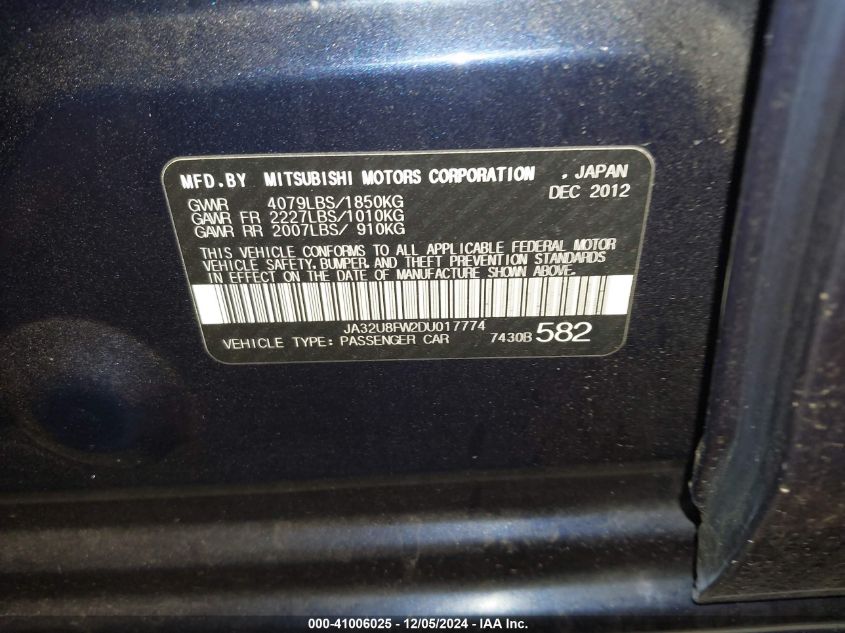 MFD.BY MITSUBISHI MOTORS CORPORATION , JAPAN
DEC 2012
GVWR 4079LBS/1850KG
GAWR FR 2227LBS/1010KG
GAWR RR 2007LBS/ 910KG
THIS VEHICLE CONFORMS TO ALL APPLICABLE FEDERAL MOTOR
VEHICLE SAFETY, BUMPER, AND THEFT PREVENTION STANDARDS
IN EFFECT ON THE DATE OF MANUFACTURE SHOWN ABOVE.
JA32U8FW2DU017774
VEHICLE TYPE: PASSENGER CAR 7430B 582
000-41006025 - 12/05/2024 - IAA Inc.